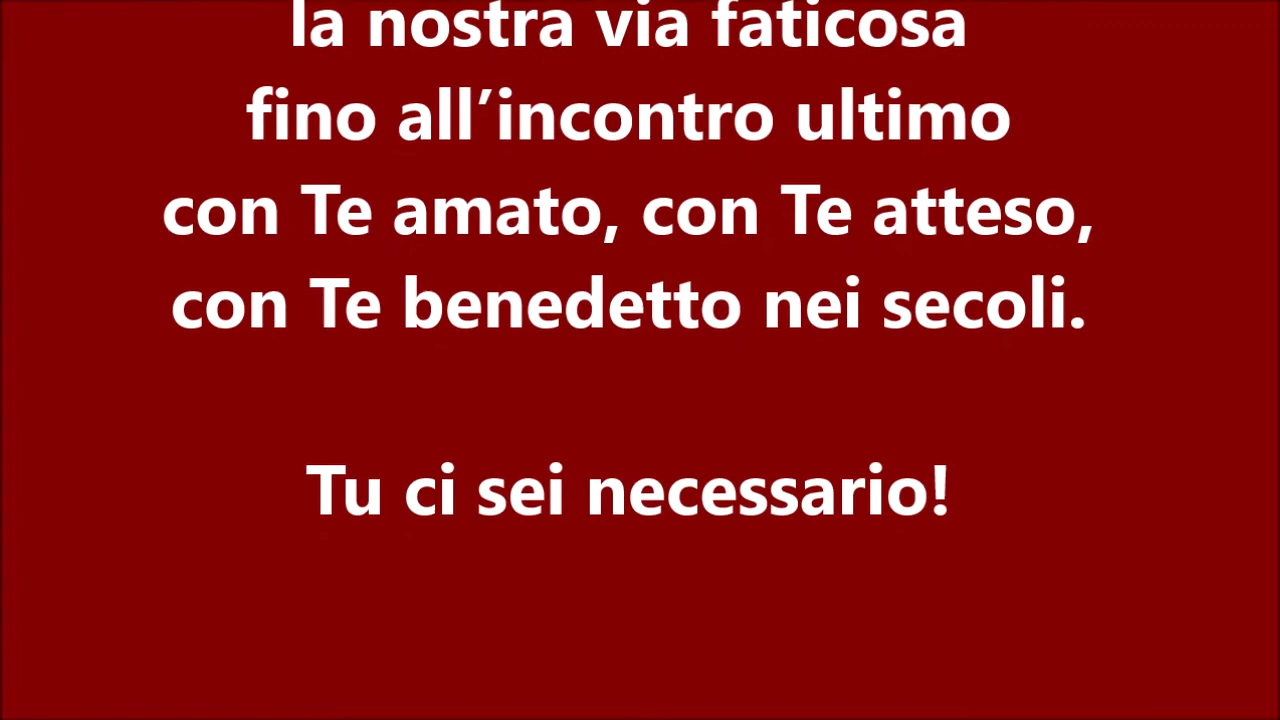 la nostra via faticosa
fino all’incontro ultimo
con Te amato, con Te atteso,
con Te benedetto nei secoli.
Tu ci sei necessario!